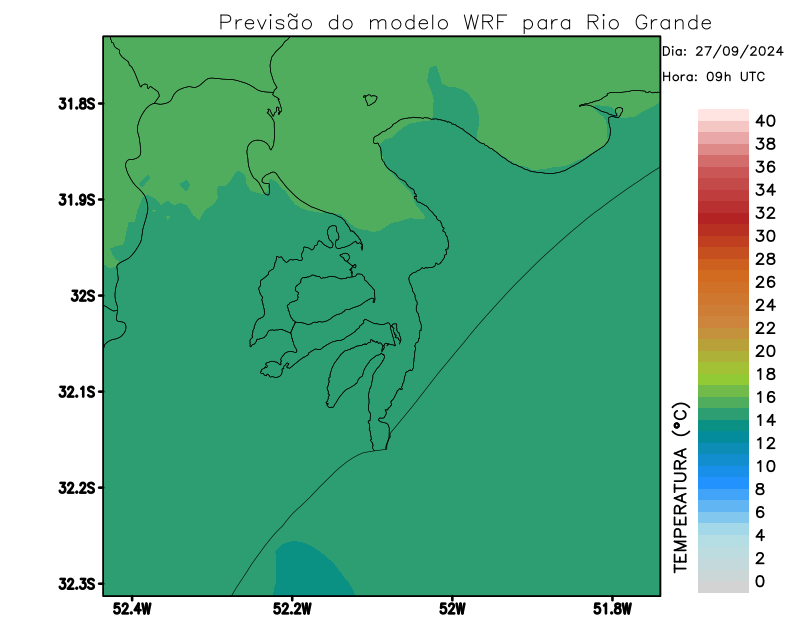 Previsão do modelo WRF para Rio Grande
Dia: 27/09/2024
Hora: 09h UTC
31.8S
31.9S
32S
32.1S
32.2S
32.3S
52.4W
52.2W
52W
51.8W
TEMPERATURA (°C)
40
38
36
34
32
30
28
26
24
22
20
18
16
14
12
10
8
6
4
2
0